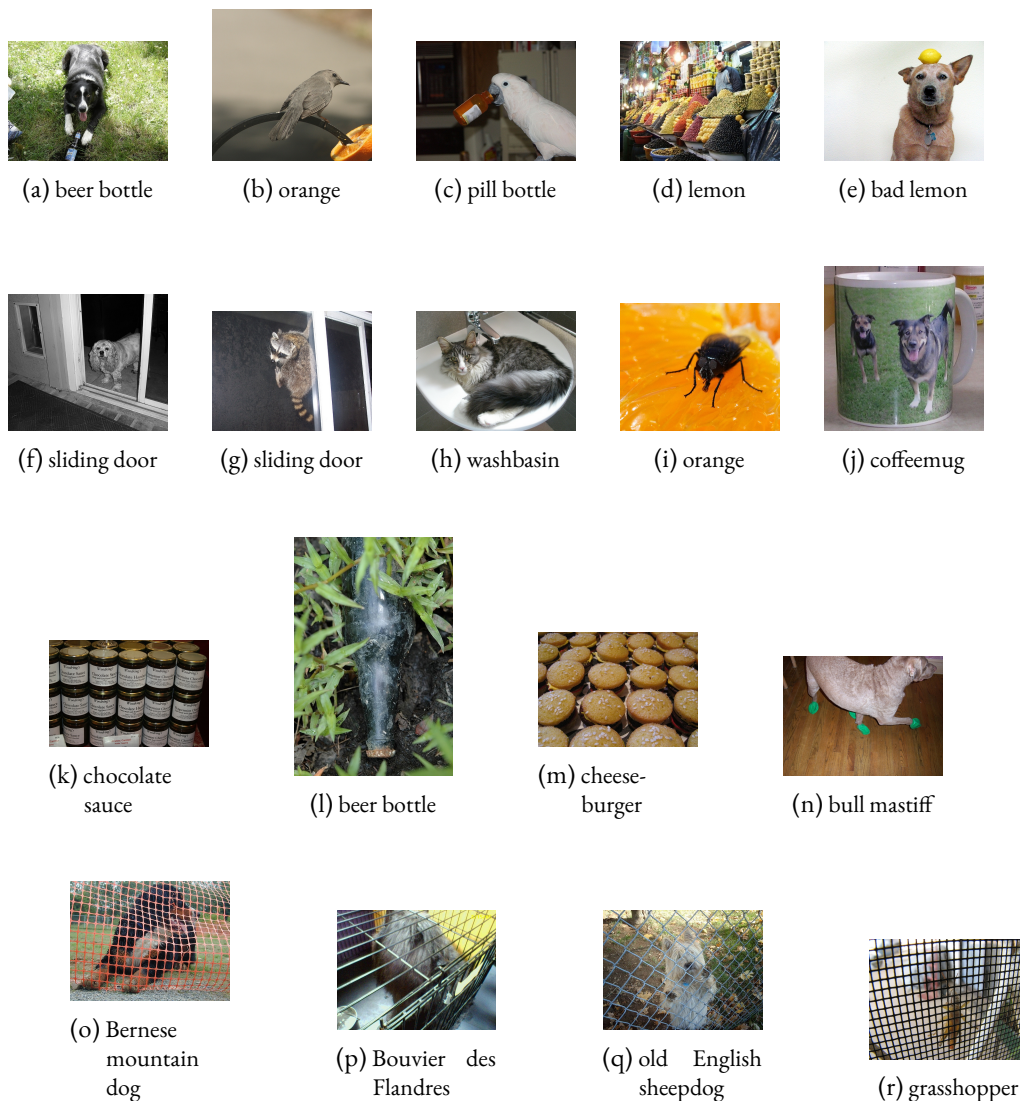 (a) beer bottle
(b) orange
(c) pill bottle
(d) lemon
(e) bad lemon
(f) sliding door
(g) sliding door
(h) washbasin
(i) orange
(j) coffeemug
(k) chocolate
sauce
(l) beer bottle
(m) cheese-
burger
(n) bull mastiff
(o) Bernese
mountain
dog
(p) Bouvier des
Flandres
(q) old English
sheepdog
(r) grasshopper